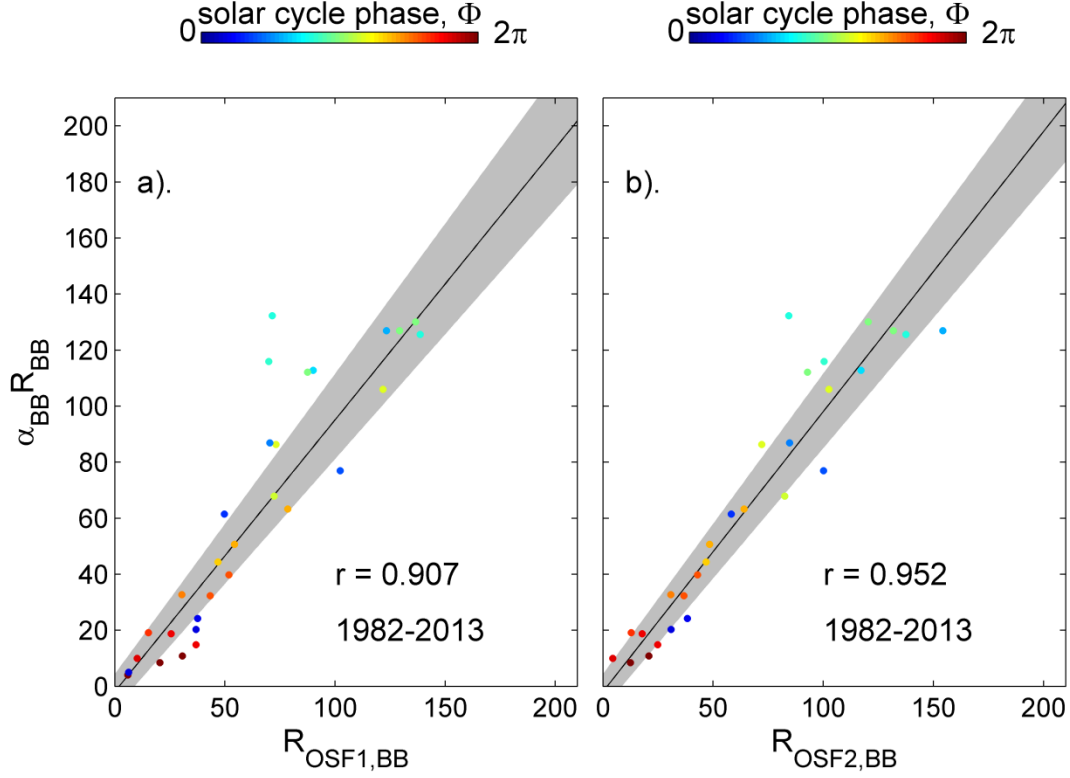 solar cycle phase, Φ
0 2π
solar cycle phase, Φ
0 2π
a).
b).
200
180
160
140
120
100
80
60
40
20
0
α_BB R_BB
r = 0.907
1982-2013
r = 0.952
1982-2013
0 50 100 150 200
0 50 100 150 200
R_OSF1,BB
R_OSF2,BB